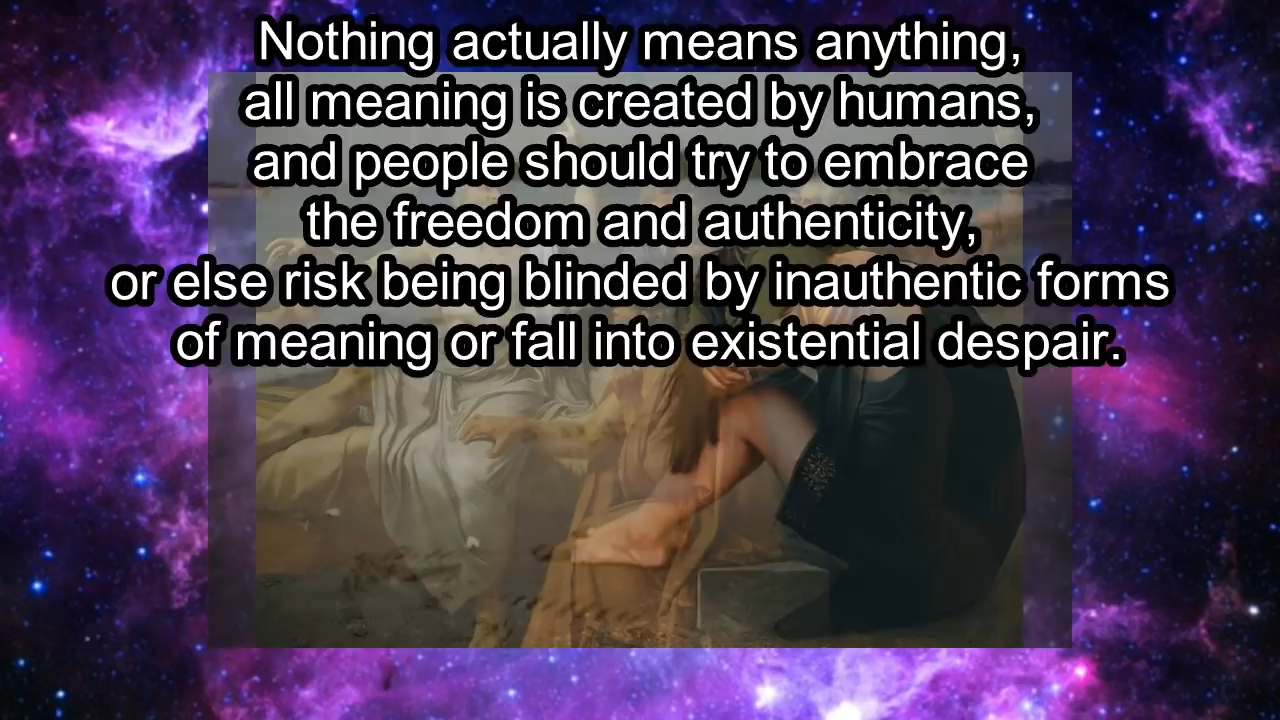 Nothing actually means anything,
all meaning is created by humans,
and people should try to embrace
the freedom and authenticity,
or else risk being blinded by inauthentic forms
of meaning or fall into existential despair.